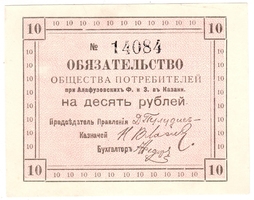 10 10
№ 14084
ОБЯЗАТЕЛЬСТВО
ОБЩЕСТВА ПОТРЕБИТЕЛЕЙ
при Алафузовскихъ Ф. и З. въ Казани.
на десять рублей.
Предсѣдатель Правленія
Казначей
Бухгалтеръ
10 10